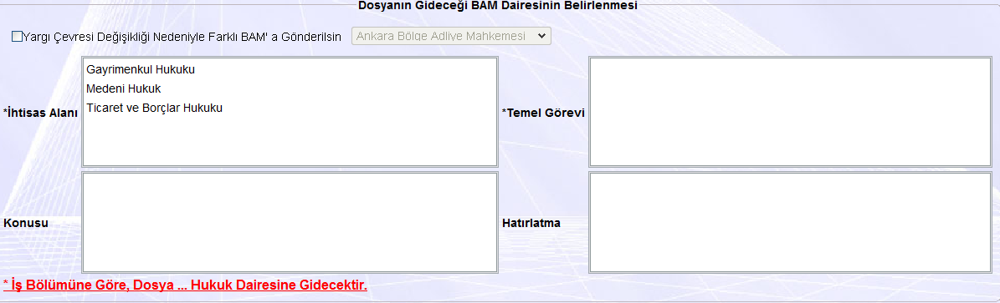 Dosyanın Gideceği BAM Dairesinin Belirlenmesi
Yargı Çevresi Değişikliği Nedeniyle Farklı BAM' a Gönderilsin Ankara Bölge Adliye Mahkemesi
Gayrimenkul Hukuku
Medeni Hukuk
Ticaret ve Borçlar Hukuku
*İhtisas Alanı
*Temel Görevi
Konusu
Hatırlatma
* İş Bölümüne Göre, Dosya ... Hukuk Dairesine Gidecektir.